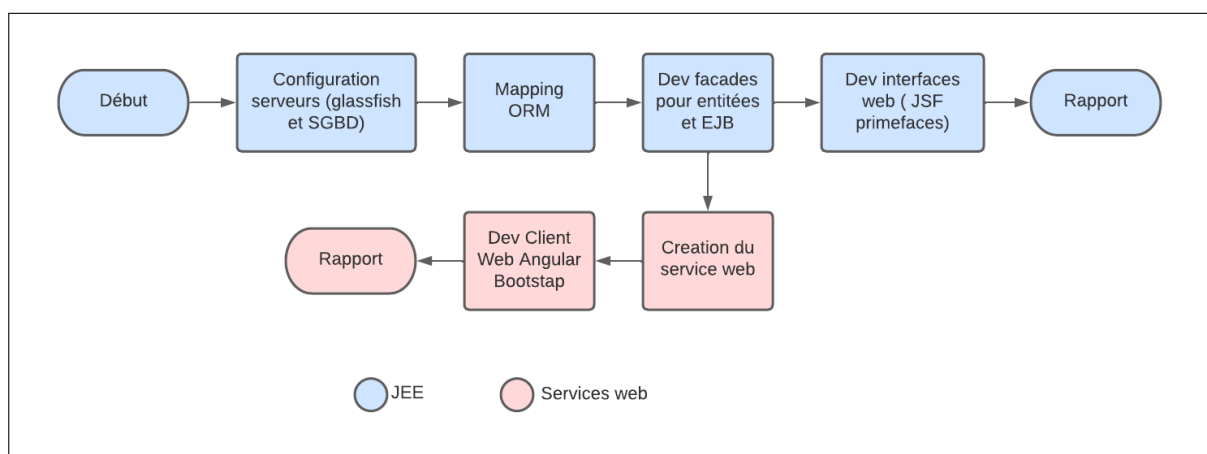 Début
Configuration
serveurs (glassfish
et SGBD)
Mapping
ORM
Dev facades
pour entitées
et EJB
Dev interfaces
web ( JSF
primefaces)
Rapport
Rapport
Dev Client
Web Angular
Bootstap
Creation du
service web
JEE
Services web